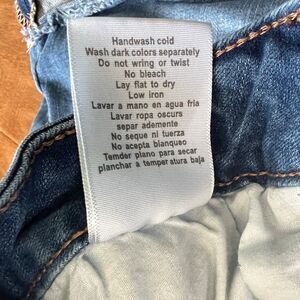 Handwash cold
Wash dark colors separately
Do not wring or twist
No bleach
Lay flat to dry
Low iron
Lavar a mano en agua fria
Lavar ropa oscurs
separ ademente
No seque ni tuerza
No acepta blanqueo
Temder plano para secar
planchar a temper atura baja